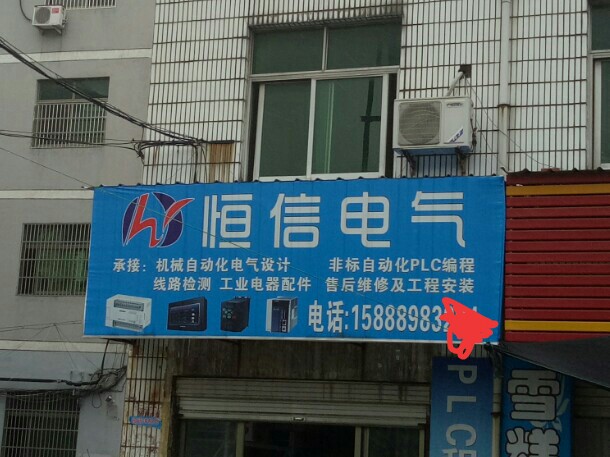 恒信电气
承接：机械自动化电气设计 非标自动化PLC编程
线路检测 工业电器配件 售后维修及工程安装
电话:15888983
PLC
雪